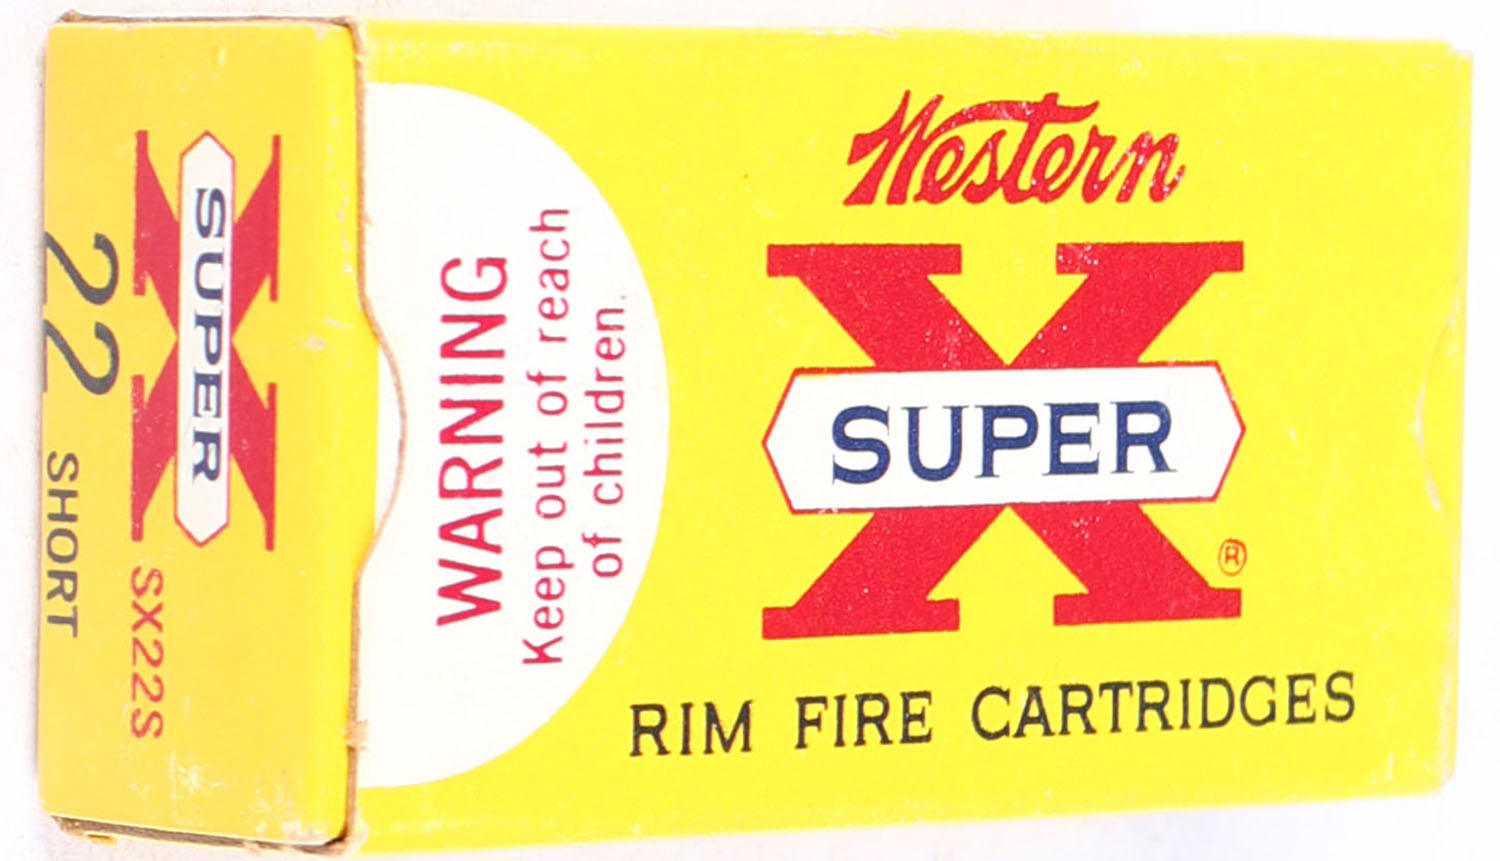 Western
SUPER X
®
RIM FIRE CARTRIDGES
WARNING
Keep out of reach
of children.
SUPER X
SX22S
22 SHORT